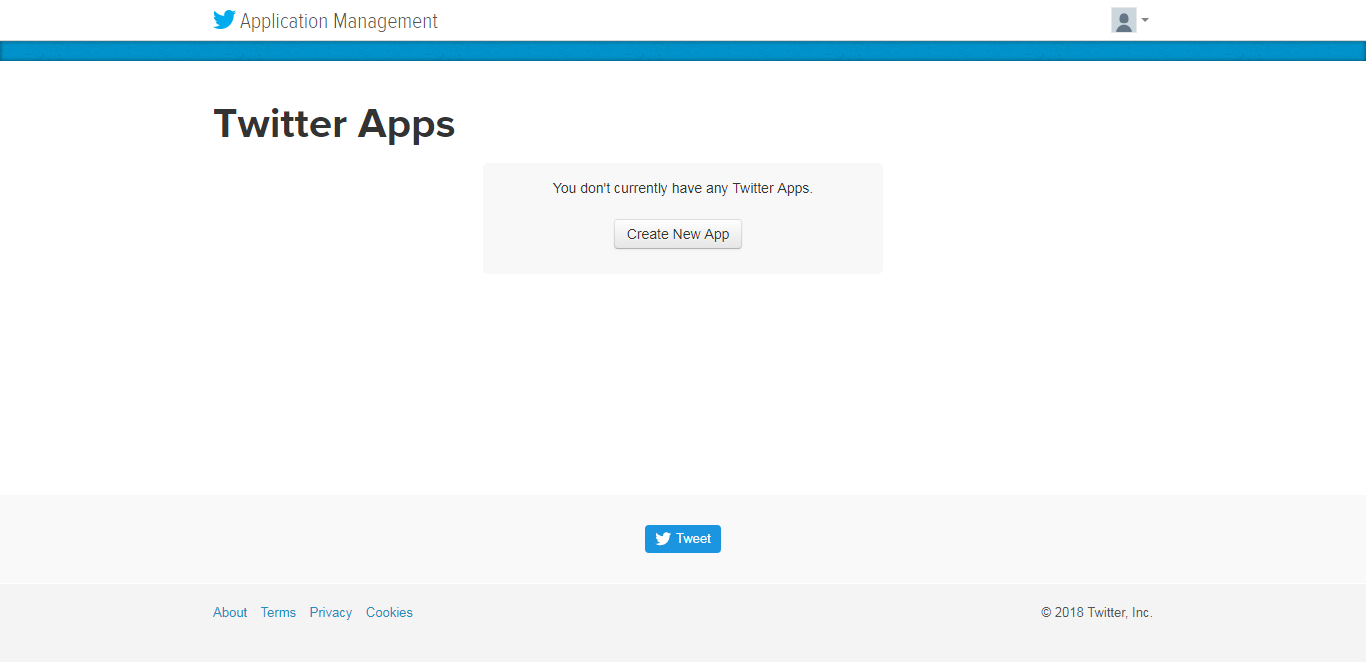 Application Management
Twitter Apps
You don't currently have any Twitter Apps.
Create New App
Tweet
About Terms Privacy Cookies
© 2018 Twitter, Inc.